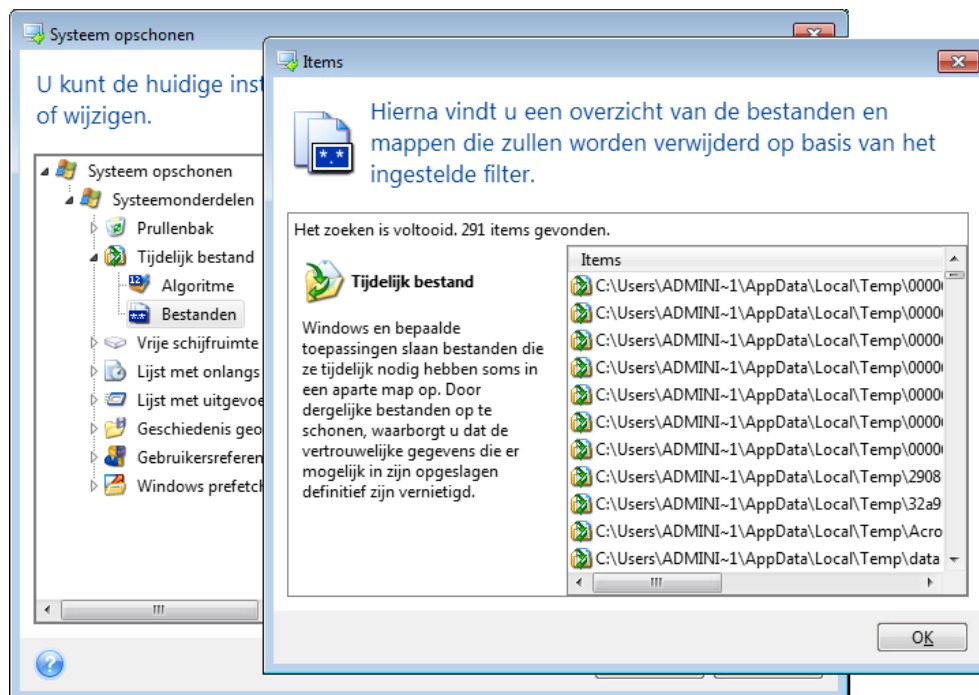 Systeem opschonen
U kunt de huidige inst
of wijzigen.
Systeem opschonen
Systeemonderdelen
Prullenbak
Tijdelijk bestand
Algoritme
Bestanden
Vrije schijfruimte
Lijst met onlangs
Lijst met uitgevoe
Geschiedenis geo
Gebruikersreferen
Windows prefetch
Items
Hierna vindt u een overzicht van de bestanden en
mappen die zullen worden verwijderd op basis van het
ingestelde filter.
*.*
Het zoeken is voltooid. 291 items gevonden.
Tijdelijk bestand
Windows en bepaalde
toepassingen slaan bestanden die
ze tijdelijk nodig hebben soms in
een aparte map op. Door
dergelijke bestanden op te
schonen, waarborgt u dat de
vertrouwelijke gegevens die er
mogelijk in zijn opgeslagen
definitief zijn vernietigd.
Items
C:\Users\ADMINI~1\AppData\Local\Temp\0000
C:\Users\ADMINI~1\AppData\Local\Temp\0000
C:\Users\ADMINI~1\AppData\Local\Temp\0000
C:\Users\ADMINI~1\AppData\Local\Temp\0000
C:\Users\ADMINI~1\AppData\Local\Temp\0000
C:\Users\ADMINI~1\AppData\Local\Temp\0000
C:\Users\ADMINI~1\AppData\Local\Temp\0000
C:\Users\ADMINI~1\AppData\Local\Temp\2908
C:\Users\ADMINI~1\AppData\Local\Temp\32a9
C:\Users\ADMINI~1\AppData\Local\Temp\Acro
C:\Users\ADMINI~1\AppData\Local\Temp\data
OK